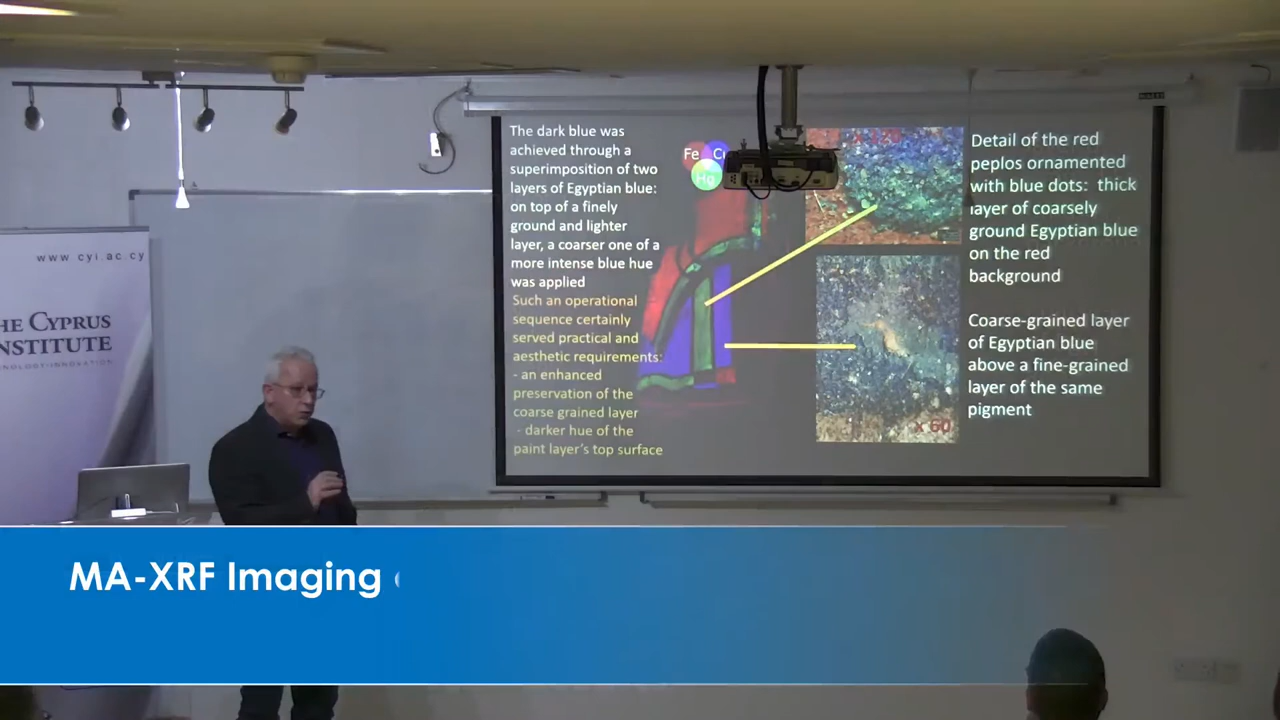 www.cyi.ac.cy
HE CYPRUS
NSTITUTE
The dark blue was
achieved through a
superimposition of two
layers of Egyptian blue:
on top of a finely
ground and lighter
layer, a coarser one of a
more intense blue hue
was applied
Such an operational
sequence certainly
served practical and
aesthetic requirements:
- an enhanced
preservation of the
coarse grained layer
- darker hue of the
paint layer's top surface
Fe
Hg
Detail of the red
peplos ornamented
with blue dots: thick
layer of coarsely
ground Egyptian blue
on the red
background
Coarse-grained layer
of Egyptian blue
above a fine-grained
layer of the same
pigment
x 60
MA-XRF Imaging